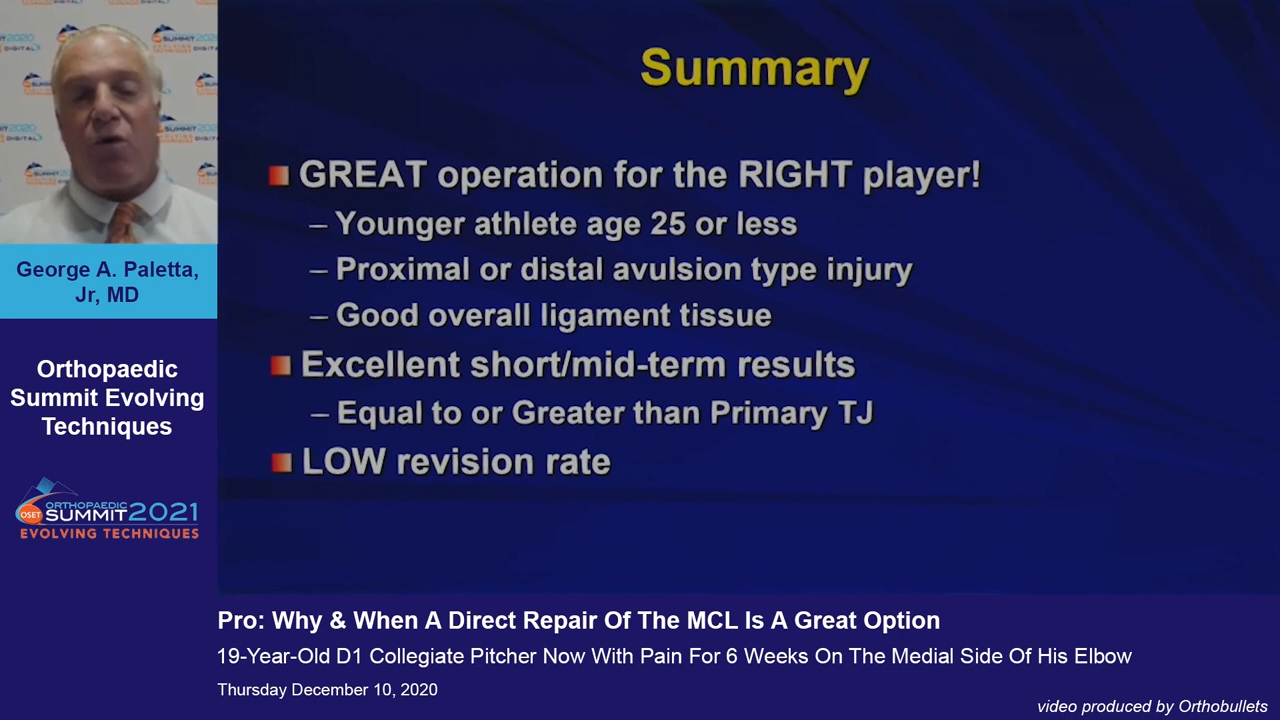 Summary
GREAT operation for the RIGHT player!
– Younger athlete age 25 or less
– Proximal or distal avulsion type injury
– Good overall ligament tissue
Excellent short/mid-term results
– Equal to or Greater than Primary TJ
LOW revision rate
SUMMIT2020
DIGITAL
George A. Paletta,
Jr, MD
Orthopaedic
Summit Evolving
Techniques
OSET
ORTHOPAEDIC
SUMMIT2021
EVOLVING TECHNIQUES
Pro: Why & When A Direct Repair Of The MCL Is A Great Option
19-Year-Old D1 Collegiate Pitcher Now With Pain For 6 Weeks On The Medial Side Of His Elbow
Thursday December 10, 2020
video produced by Orthobullets